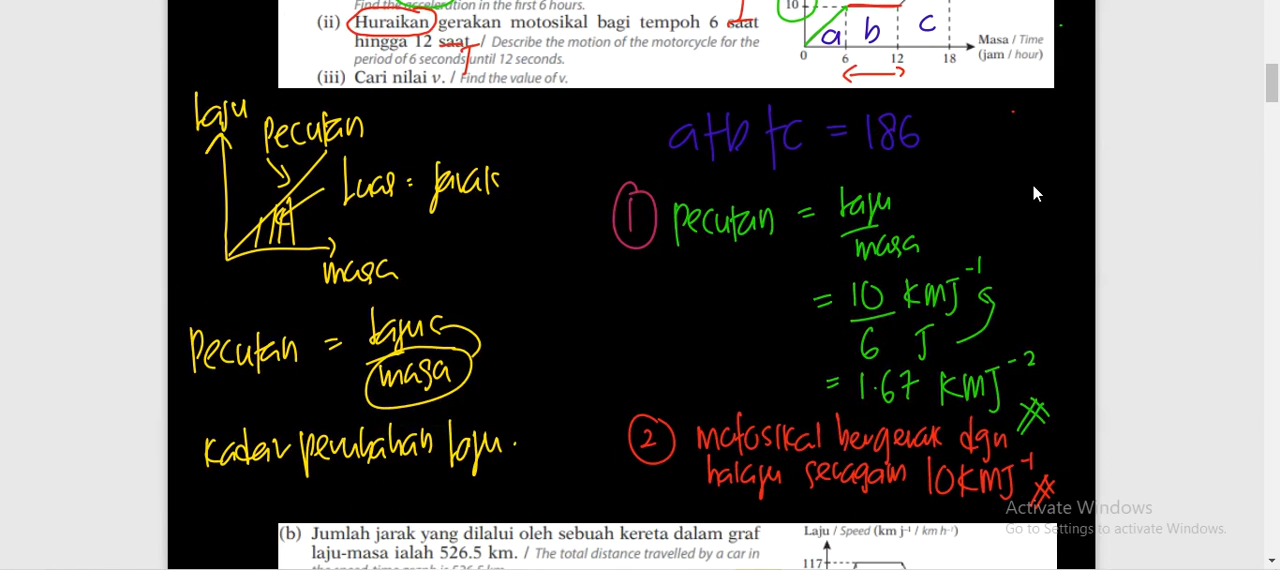 Find the acceleration in the first 6 hours.
(ii) Huraikan gerakan motosikal bagi tempoh 6 saat
hingga 12 saat. / Describe the motion of the motorcycle for the
period of 6 seconds until 12 seconds.
(iii) Cari nilai v. / Find the value of v.
10
a b c
0 6 12 18
Masa / Time
(jam / hour)
J
J
laju
pecutan
Luas = jarak
masa
pecutan = laju
masa
kadar perubahan laju.
a+b+c = 186
1 pecutan = laju
masa
= 10 KMJ⁻¹
6 J
= 1.67 KMJ⁻²
2 motosikal bergerak dgn
halaju seragam 10KMJ⁻¹
Activate Windows
Go to Settings to activate Windows.
(b) Jumlah jarak yang dilalui oleh sebuah kereta dalam graf
laju-masa ialah 526.5 km. / The total distance travelled by a car in
Laju / Speed (km j⁻¹ / km h⁻¹)
117